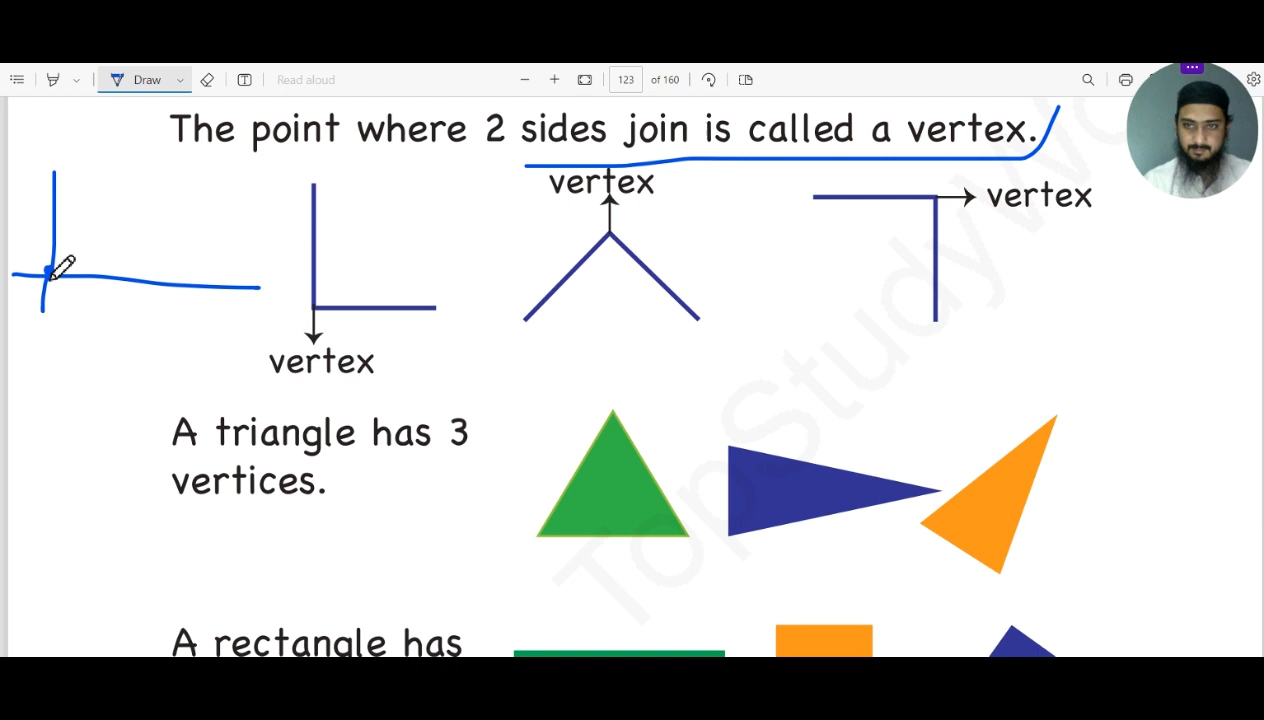 Draw
Read aloud
123 of 160
The point where 2 sides join is called a vertex.
vertex
vertex
vertex
A triangle has 3
vertices.
A rectangle has